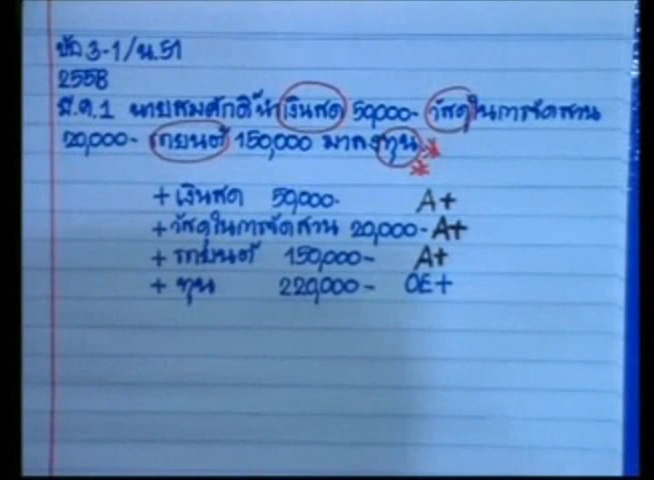 ปัด 3-1/น.51
2558
มี.ค.1 นายสมศักดิ์นำเงินสด 50,000- วัสดุในการจัดสวน
20,000- รถยนต์ 150,000 มาลงทุน
+ เงินสด 50,000- A+
+ วัสดุในการจัดสวน 20,000- A+
+ รถยนต์ 150,000- A+
+ ทุน 220,000- OE+